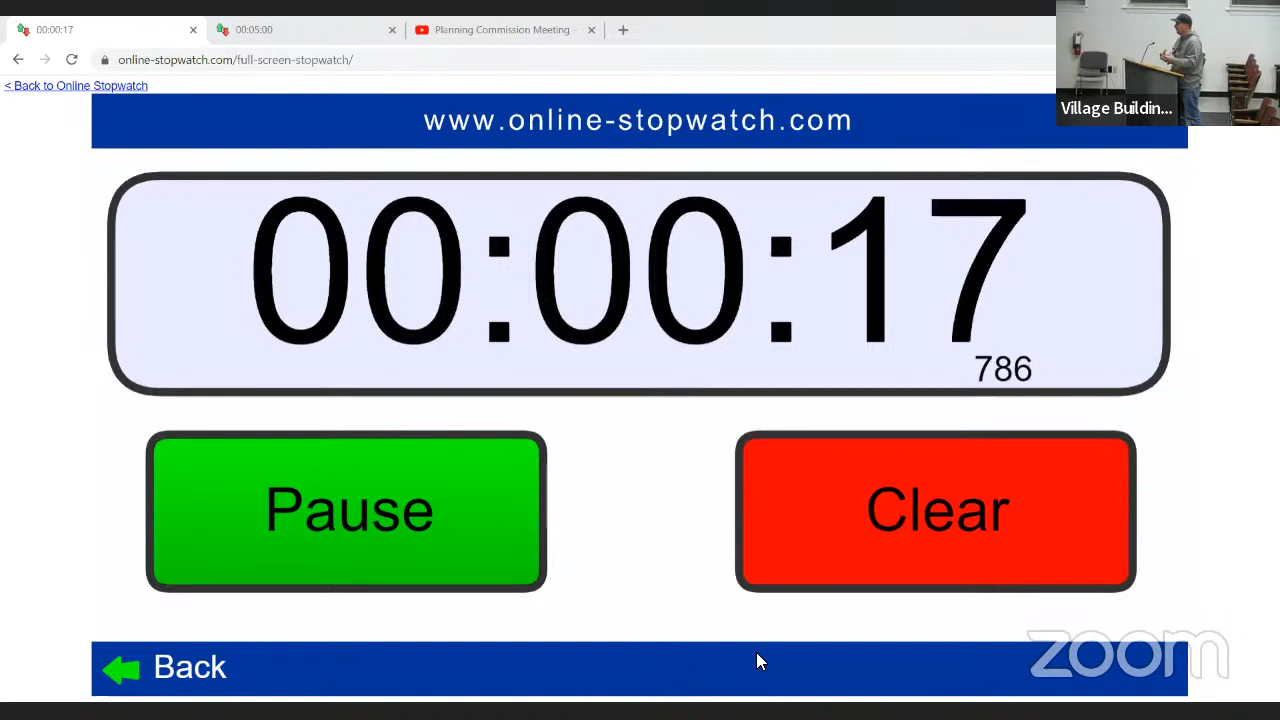 00:00:17
00:05:00
Planning Commission Meeting -
online-stopwatch.com/full-screen-stopwatch/
< Back to Online Stopwatch
Village Buildin...
www.online-stopwatch.com
00:00:17
786
Pause
Clear
Back
zoom